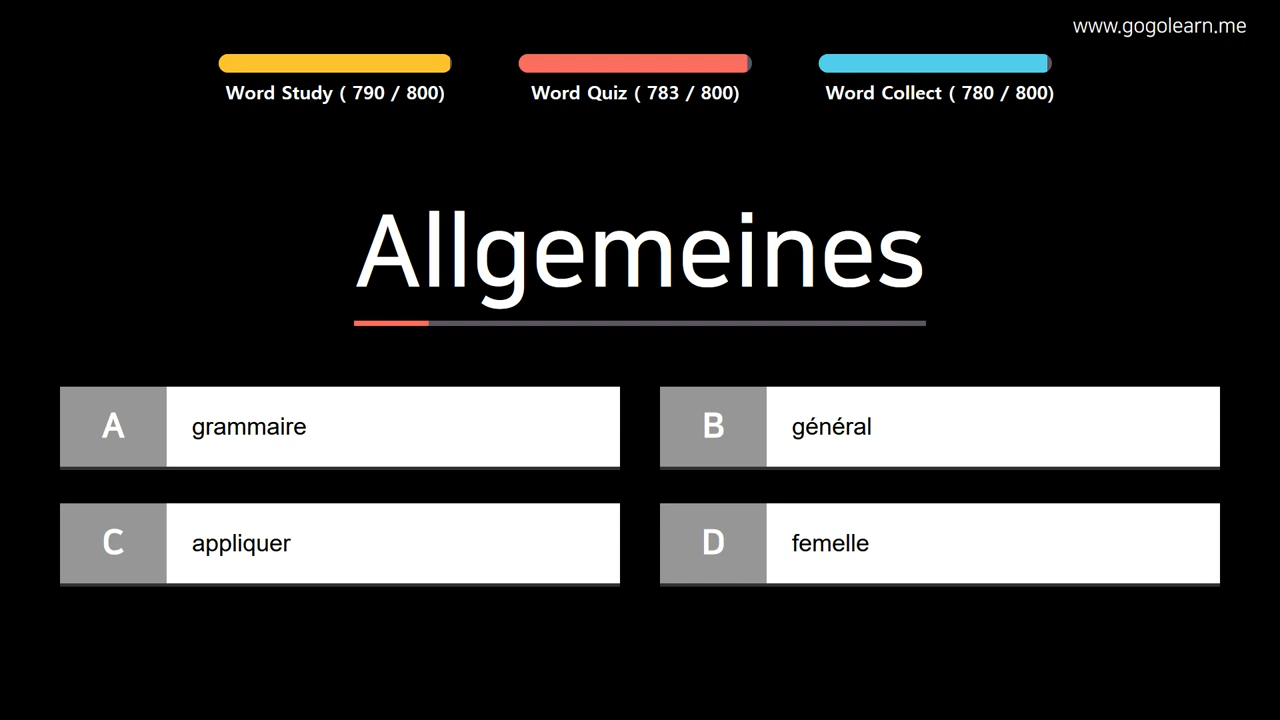 www.gogolearn.me
Word Study ( 790 / 800)
Word Quiz ( 783 / 800)
Word Collect ( 780 / 800)
Allgemeines
A grammaire
B général
C appliquer
D femelle